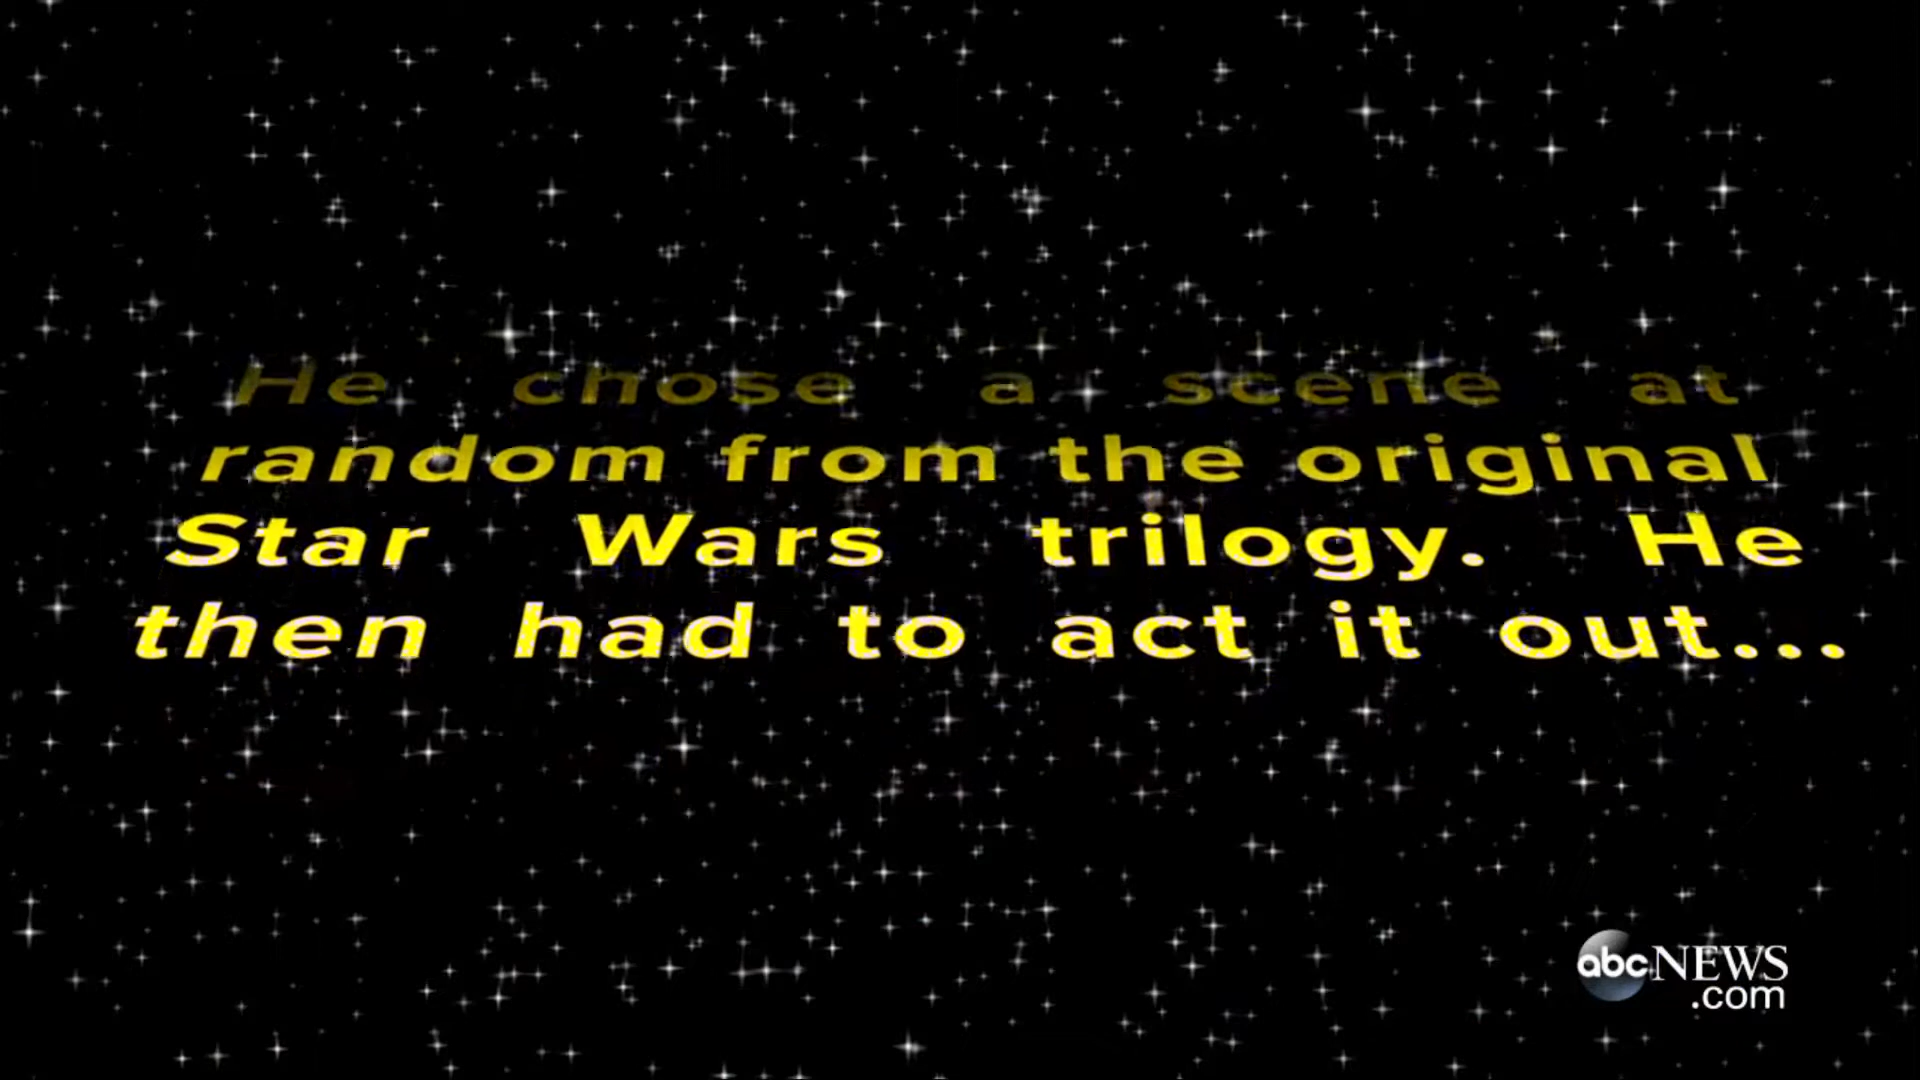 He chose a scene at
random from the original
Star Wars trilogy. He
then had to act it out...
abcNEWS
.com